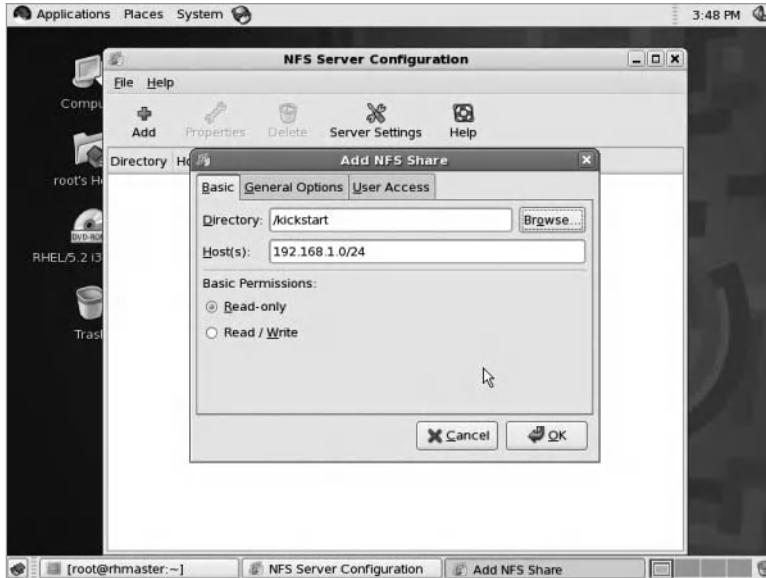 Applications Places System 3:48 PM
NFS Server Configuration
File Help
Add Properties Delete Server Settings Help
Directory
Add NFS Share
Basic General Options User Access
Directory: /kickstart Browse...
Host(s): 192.168.1.0/24
Basic Permissions:
Read-only
Read / Write
Cancel OK
root's
DVD-RO
RHEL/5.2 i3
[root@rhmaster:~] NFS Server Configuration Add NFS Share